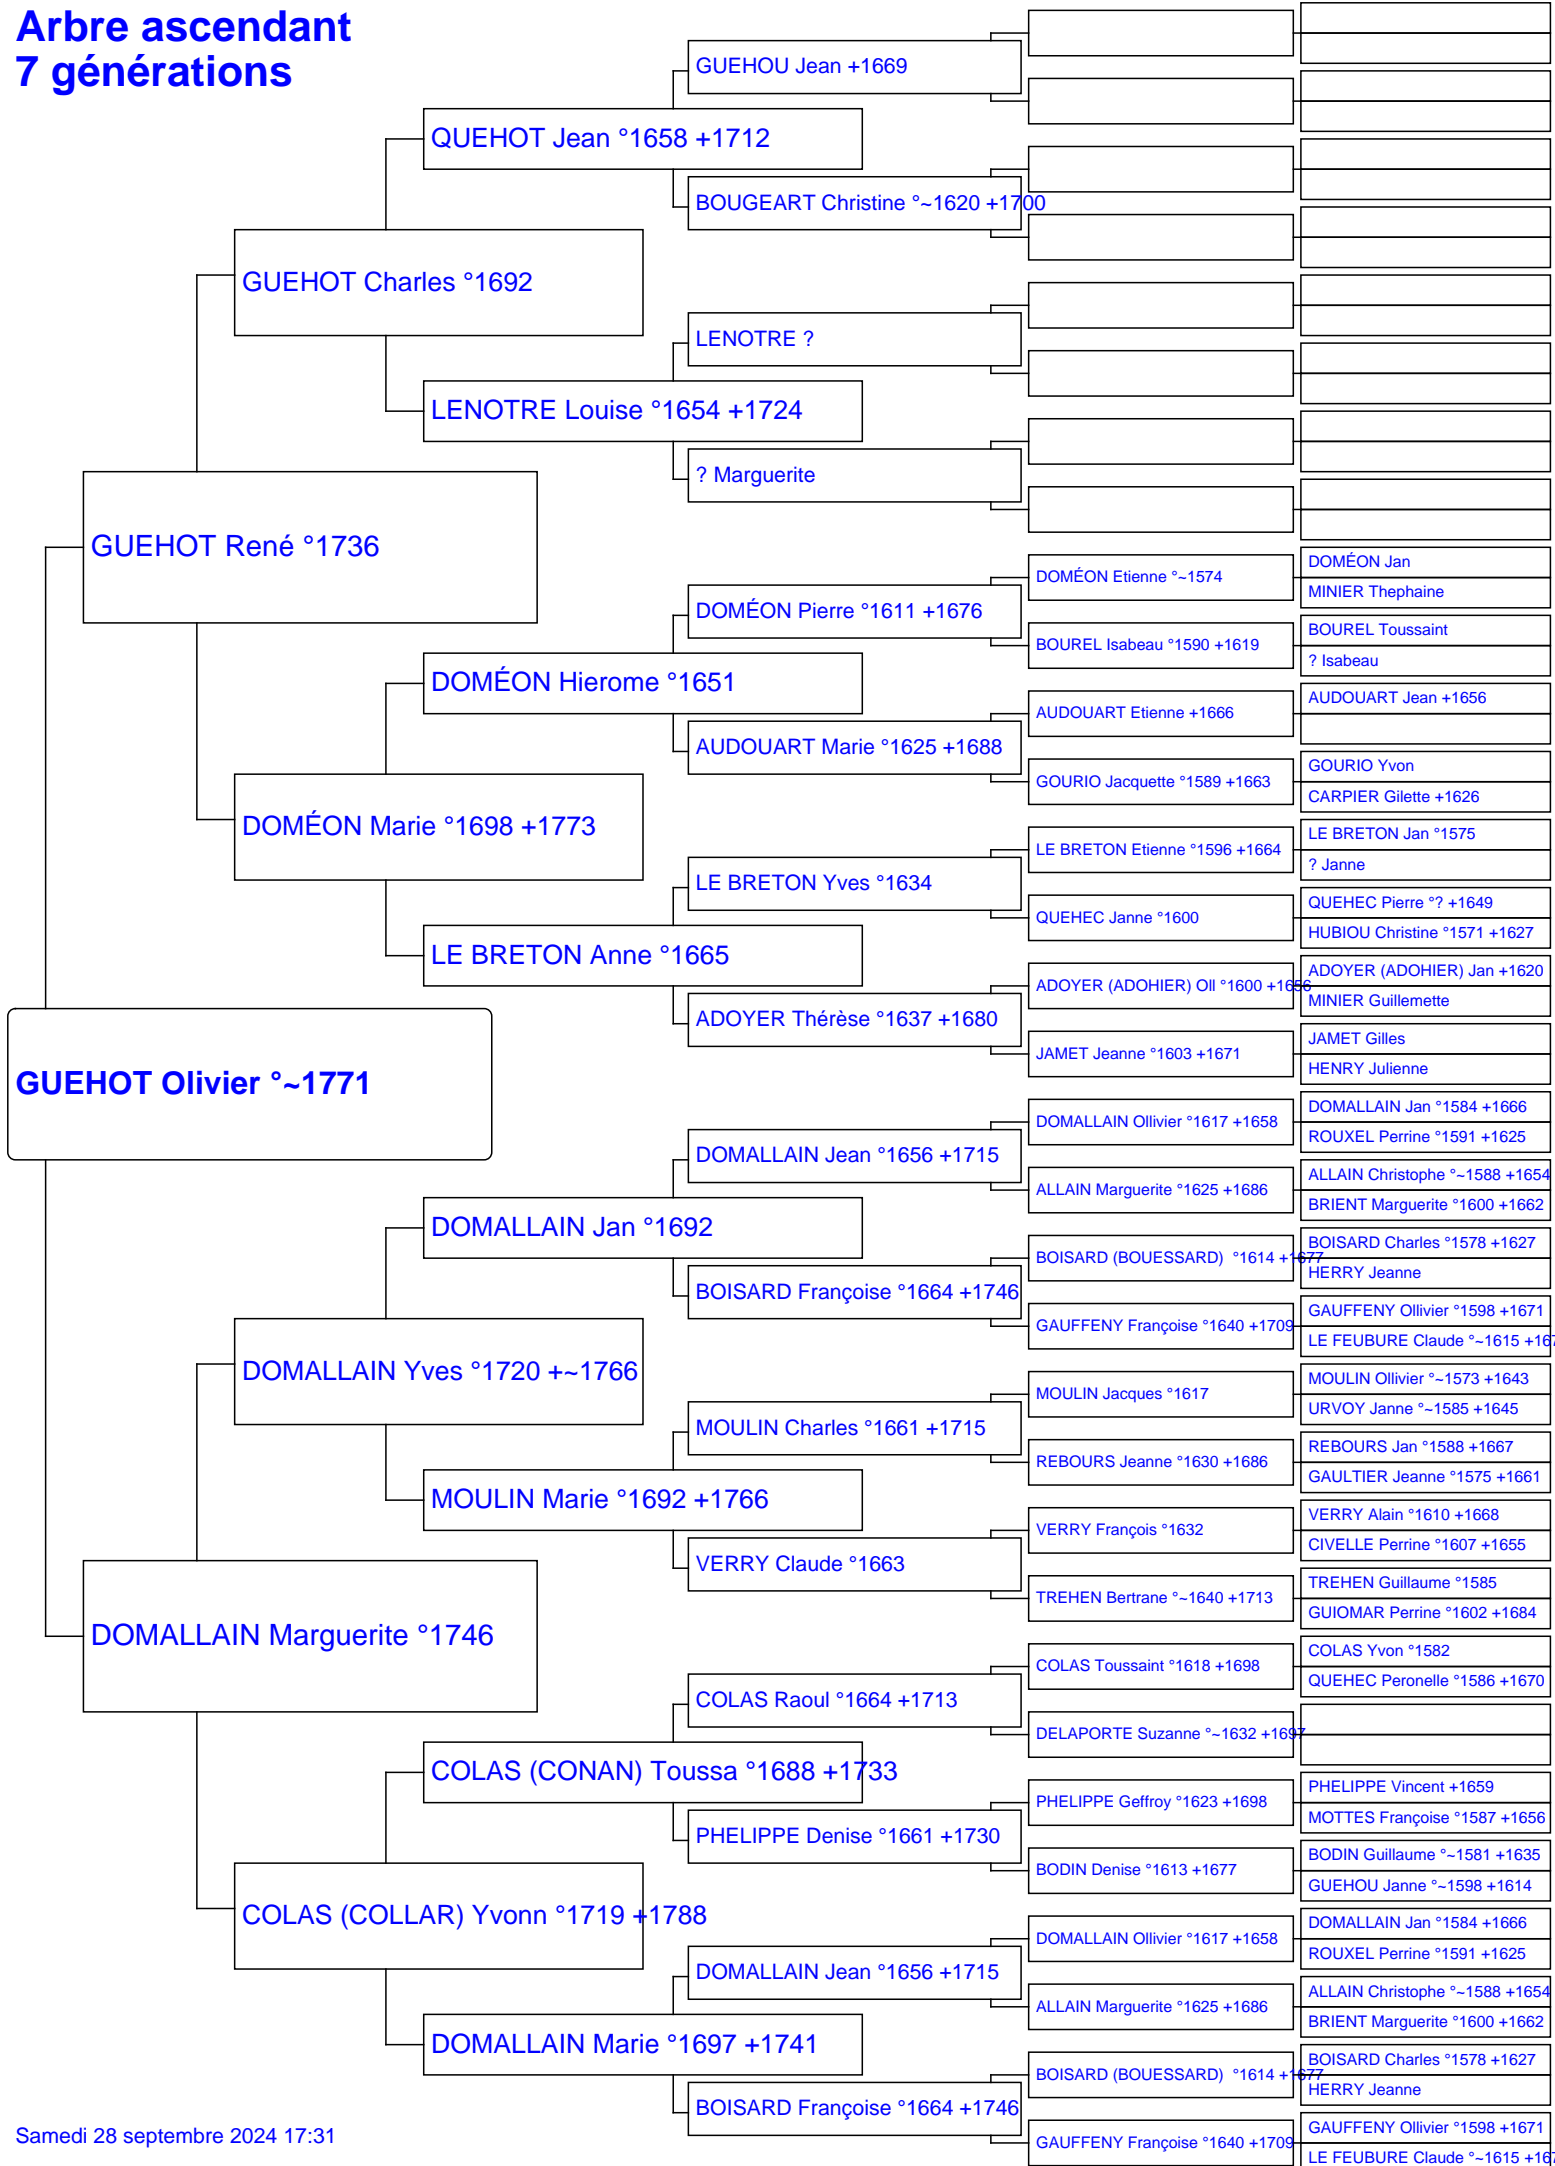 Arbre ascendant
7 générations
GUEHOU Jean +1669
QUEHOT Jean °1658 +1712
BOUGEART Christine °~1620 +1700
GUEHOT Charles °1692
LENOTRE ?
LENOTRE Louise °1654 +1724
? Marguerite
GUEHOT René °1736
DOMÉON Jan
DOMÉON Etienne °~1574
MINIER Thephaine
DOMÉON Pierre °1611 +1676
BOUREL Toussaint
BOUREL Isabeau °1590 +1619
? Isabeau
DOMÉON Hierome °1651
AUDOUART Jean +1656
AUDOUART Etienne +1666
AUDOUART Marie °1625 +1688
GOURIO Yvon
GOURIO Jacquette °1589 +1663
CARPIER Gilette +1626
DOMÉON Marie °1698 +1773
LE BRETON Jan °1575
LE BRETON Etienne °1596 +1664
? Janne
LE BRETON Yves °1634
QUEHEC Pierre °? +1649
QUEHEC Janne °1600
HUBIOU Christine °1571 +1627
LE BRETON Anne °1665
ADOYER (ADOHIER) Jan +1620
ADOYER (ADOHIER) Oll °1600 +1656
MINIER Guillemette
ADOYER Thérèse °1637 +1680
JAMET Gilles
JAMET Jeanne °1603 +1671
HENRY Julienne
GUEHOT Olivier °~1771
DOMALLAIN Jan °1584 +1666
DOMALLAIN Ollivier °1617 +1658
ROUXEL Perrine °1591 +1625
DOMALLAIN Jean °1656 +1715
ALLAIN Christophe °~1588 +1654
ALLAIN Marguerite °1625 +1686
BRIENT Marguerite °1600 +1662
DOMALLAIN Jan °1692
BOISARD Charles °1578 +1627
BOISARD (BOUESSARD)  °1614 +1677
HERRY Jeanne
BOISARD Françoise °1664 +1746
GAUFFENY Ollivier °1598 +1671
GAUFFENY Françoise °1640 +1709
LE FEUBURE Claude °~1615
DOMALLAIN Yves °1720 +~1766
MOULIN Ollivier °~1573 +1643
MOULIN Jacques °1617
URVOY Janne °~1585 +1645
MOULIN Charles °1661 +1715
REBOURS Jan °1588 +1667
REBOURS Jeanne °1630 +1686
GAULTIER Jeanne °1575 +1661
MOULIN Marie °1692 +1766
VERRY Alain °1610 +1668
VERRY François °1632
CIVELLE Perrine °1607 +1655
VERRY Claude °1663
TREHEN Guillaume °1585
TREHEN Bertrane °~1640 +1713
GUIOMAR Perrine °1602 +1684
DOMALLAIN Marguerite °1746
COLAS Yvon °1582
COLAS Toussaint °1618 +1698
QUEHEC Peronelle °1586 +1670
COLAS Raoul °1664 +1713
DELAPORTE Suzanne °~1632 +1697
COLAS (CONAN) Toussa °1688 +1733
PHELIPPE Vincent +1659
PHELIPPE Geffroy °1623 +1698
MOTTES Françoise °1587 +1656
PHELIPPE Denise °1661 +1730
BODIN Guillaume °~1581 +1635
BODIN Denise °1613 +1677
GUEHOU Janne °~1598 +1614
COLAS (COLLAR) Yvonn °1719 +1788
DOMALLAIN Jan °1584 +1666
DOMALLAIN Ollivier °1617 +1658
ROUXEL Perrine °1591 +1625
DOMALLAIN Jean °1656 +1715
ALLAIN Christophe °~1588 +1654
ALLAIN Marguerite °1625 +1686
BRIENT Marguerite °1600 +1662
DOMALLAIN Marie °1697 +1741
BOISARD Charles °1578 +1627
BOISARD (BOUESSARD)  °1614 +1677
HERRY Jeanne
BOISARD Françoise °1664 +1746
GAUFFENY Ollivier °1598 +1671
GAUFFENY Françoise °1640 +1709
LE FEUBURE Claude °~1615
Samedi 28 septembre 2024 17:31